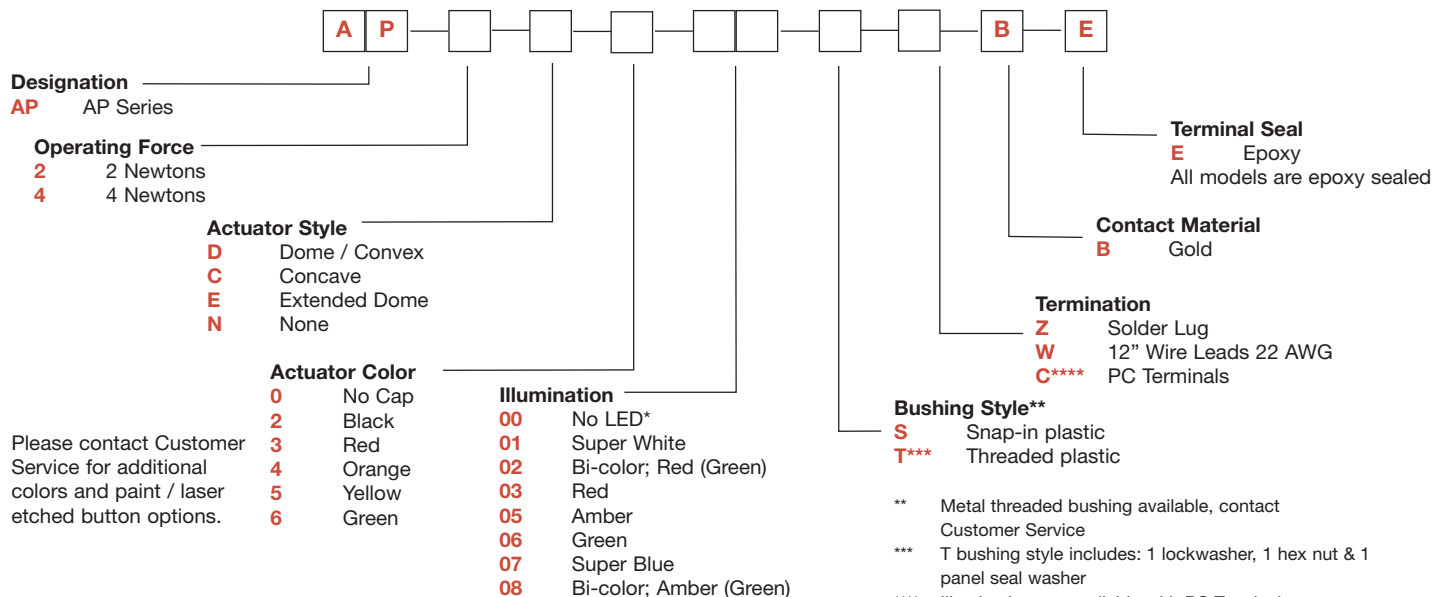 A P B E
Designation
AP AP Series
Operating Force
2 2 Newtons
4 4 Newtons
Actuator Style
D Dome / Convex
C Concave
E Extended Dome
N None
Actuator Color
0 No Cap
2 Black
3 Red
4 Orange
5 Yellow
6 Green
Please contact Customer
Service for additional
colors and paint / laser
etched button options.
Illumination
00 No LED*
01 Super White
02 Bi-color; Red (Green)
03 Red
05 Amber
06 Green
07 Super Blue
08 Bi-color; Amber (Green)
Bushing Style**
S Snap-in plastic
T*** Threaded plastic
Termination
Z Solder Lug
W 12” Wire Leads 22 AWG
C**** PC Terminals
Contact Material
B Gold
Terminal Seal
E Epoxy
All models are epoxy sealed
** Metal threaded bushing available, contact
Customer Service
*** T bushing style includes: 1 lockwasher, 1 hex nut & 1
panel seal washer